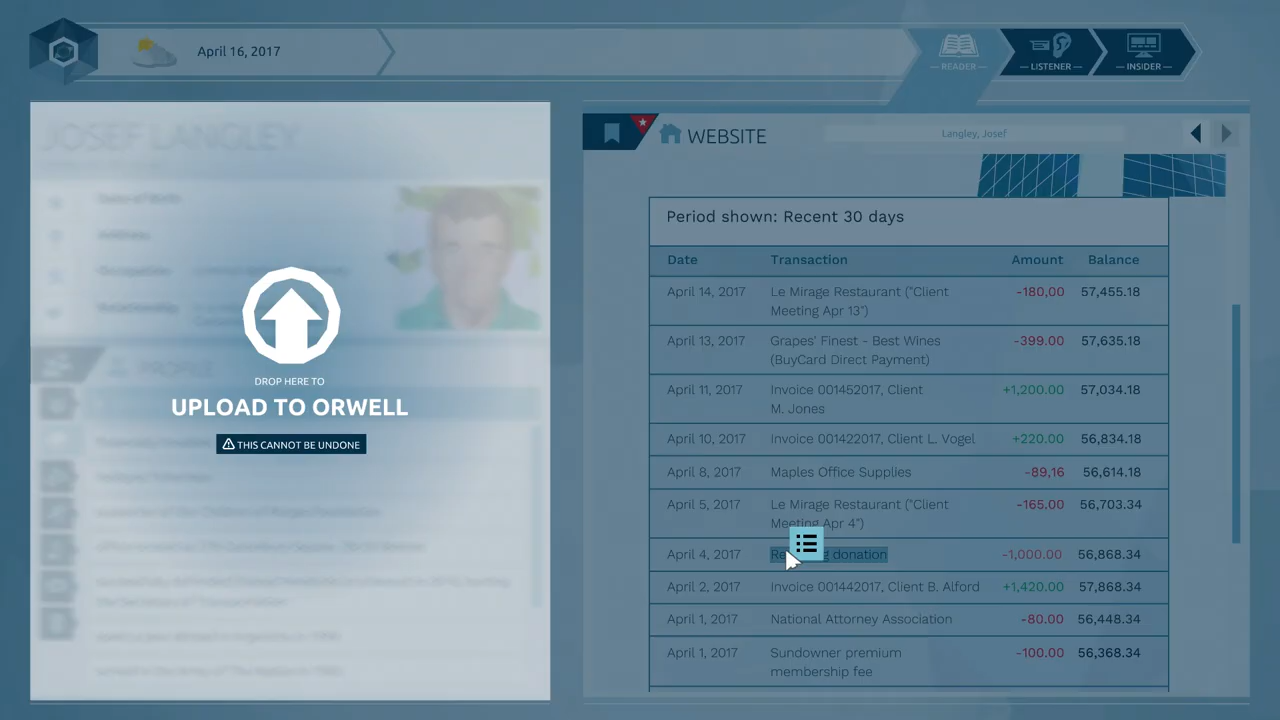 April 16, 2017
— READER —
— LISTENER —
— INSIDER —
JOSEF LANGLEY
WEBSITE
Langley, Josef
DROP HERE TO
UPLOAD TO ORWELL
THIS CANNOT BE UNDONE
Period shown: Recent 30 days
Date Transaction Amount Balance
April 14, 2017 Le Mirage Restaurant ("Client -180,00 57,455.18
Meeting Apr 13")
April 13, 2017 Grapes' Finest - Best Wines -399.00 57,635.18
(BuyCard Direct Payment)
April 11, 2017 Invoice 001452017, Client +1,200.00 57,034.18
M. Jones
April 10, 2017 Invoice 001422017, Client L. Vogel +220.00 56,834.18
April 8, 2017 Maples Office Supplies -89,16 56,614.18
April 5, 2017 Le Mirage Restaurant ("Client -165.00 56,703.34
Meeting Apr 4")
April 4, 2017 donation -1,000.00 56,868.34
April 2, 2017 Invoice 001442017, Client B. Alford +1,420.00 57,868.34
April 1, 2017 National Attorney Association -80.00 56,448.34
April 1, 2017 Sundowner premium -100.00 56,368.34
membership fee